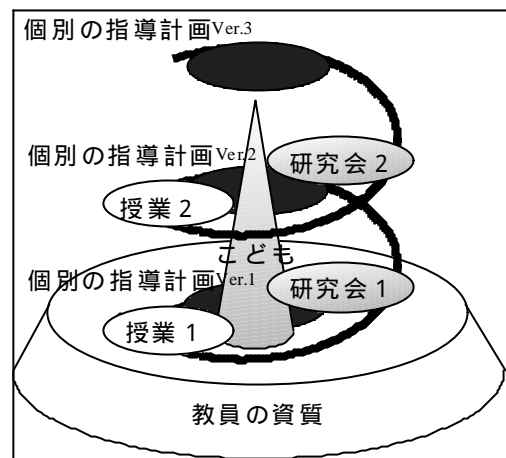 個別の指導計画Ver.3
個別の指導計画Ver.2
研究会2
授業2
こども
個別の指導計画Ver.1
研究会1
授業1
教員の資質